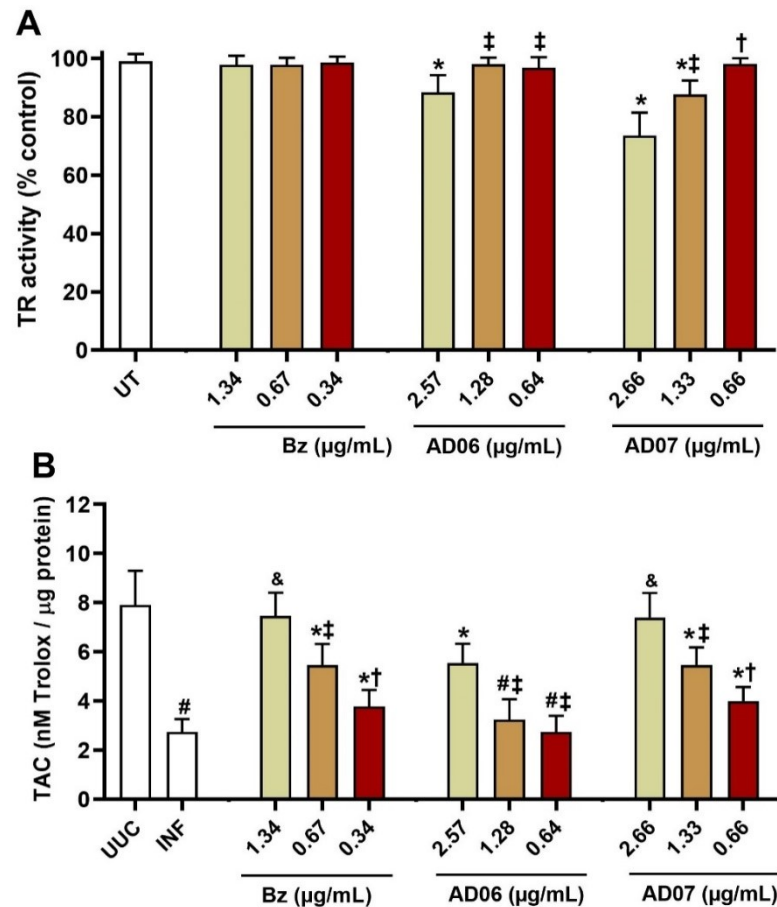 A
TR activity (% control)
100
80
60
40
20
0
* ‡ ‡ * *‡ †
UT 1.34 0.67 0.34 2.57 1.28 0.64 2.66 1.33 0.66
Bz (µg/mL) AD06 (µg/mL) AD07 (µg/mL)
B
TAC (nM Trolox / µg protein)
12
10
8
6
4
2
0
# & *‡ *† * #‡ #‡ & *‡ *†
UUC INF 1.34 0.67 0.34 2.57 1.28 0.64 2.66 1.33 0.66
Bz (µg/mL) AD06 (µg/mL) AD07 (µg/mL)